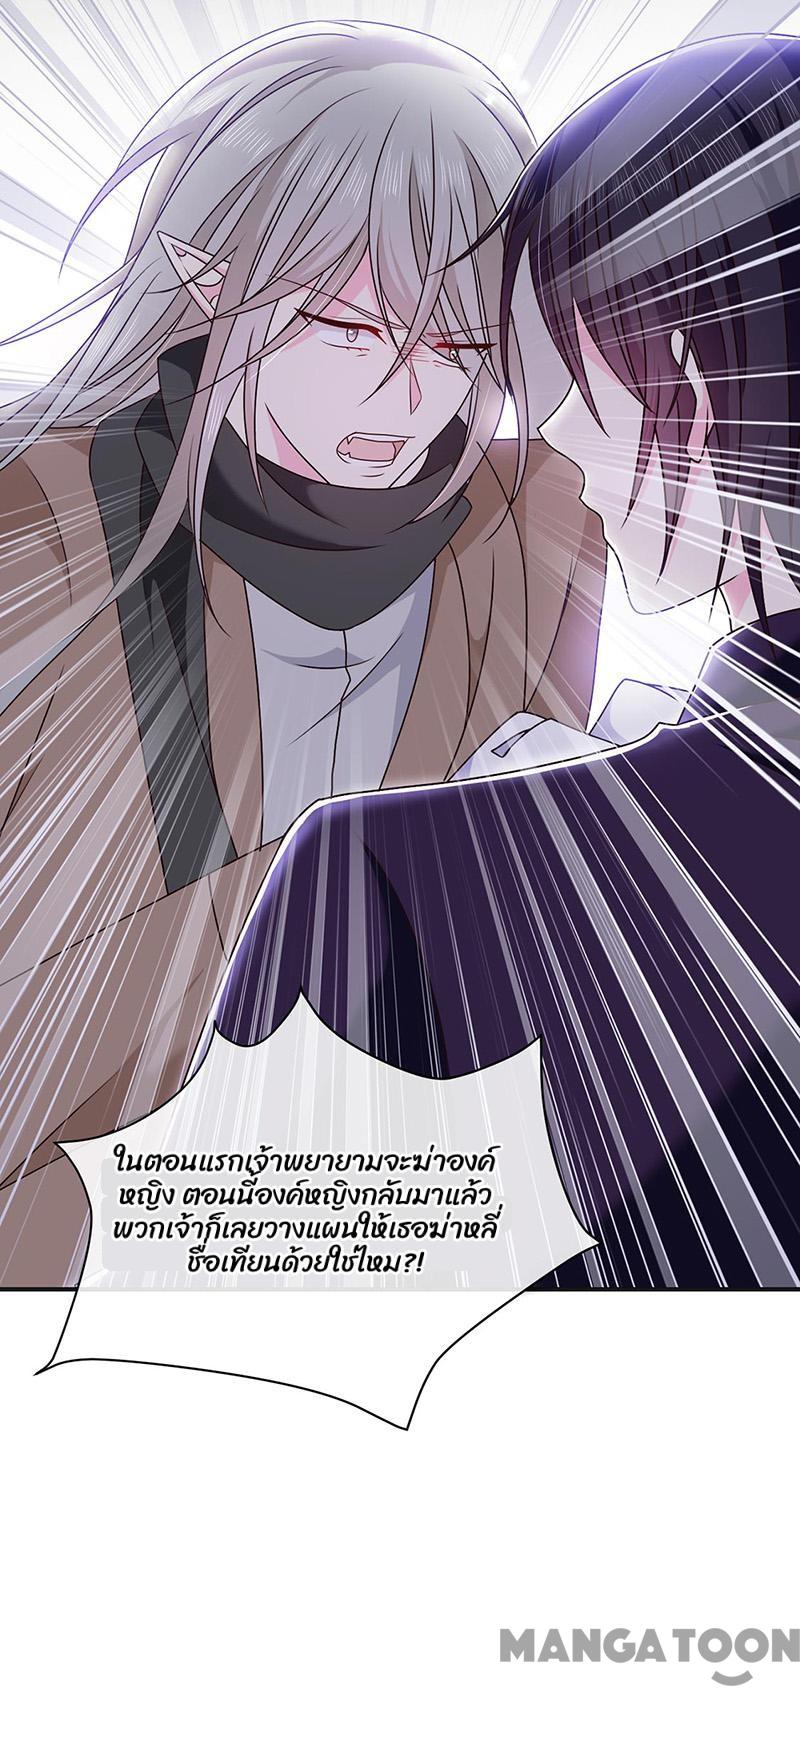 ในตอนแรกเจ้าพยายามจะฆ่าองค์
หญิง ตอนนี้องค์หญิงกลับมาแล้ว
พวกเจ้าก็เลยวางแผนให้เธอฆ่าหลี่
ชื่อเทียนด้วยใช่ไหม?!
MANGATOON